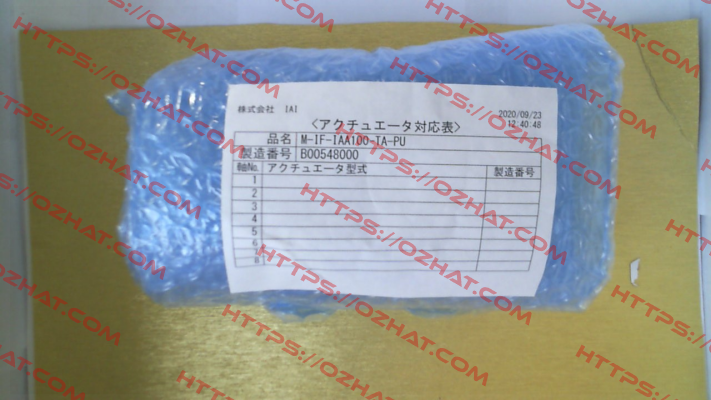 株式会社 IAI
2020/09/23
12:40:48
<アクチュエータ対応表>
品名 M-IF-IAA100-TA-PU
製造番号 B00548000
軸No. アクチュエータ型式 製造番号
1
2
3
4
5
6
7
8
HTTPS://OZHAT.COM